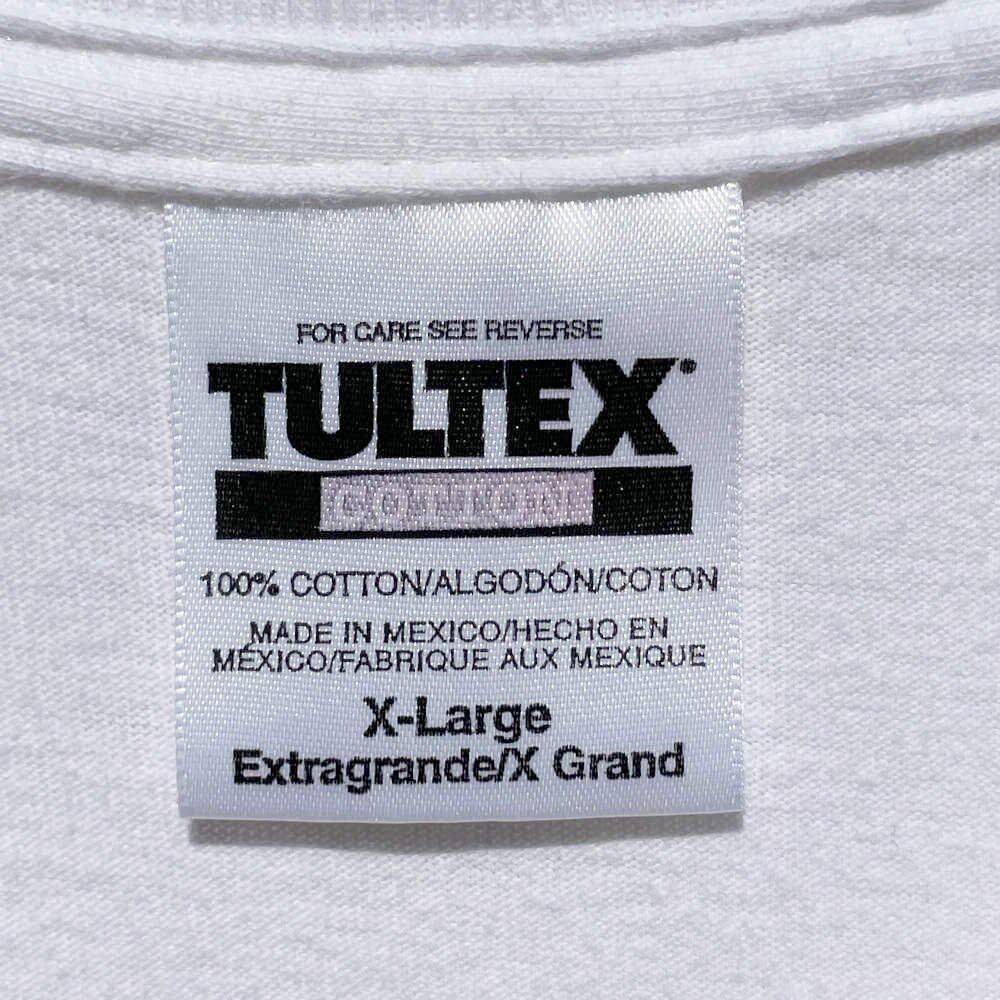 FOR CARE SEE REVERSE
TULTEX®
100% COTTON/ALGODÓN/COTON
MADE IN MEXICO/HECHO EN
MÉXICO/FABRIQUE AUX MEXIQUE
X-Large
Extragrande/X Grand